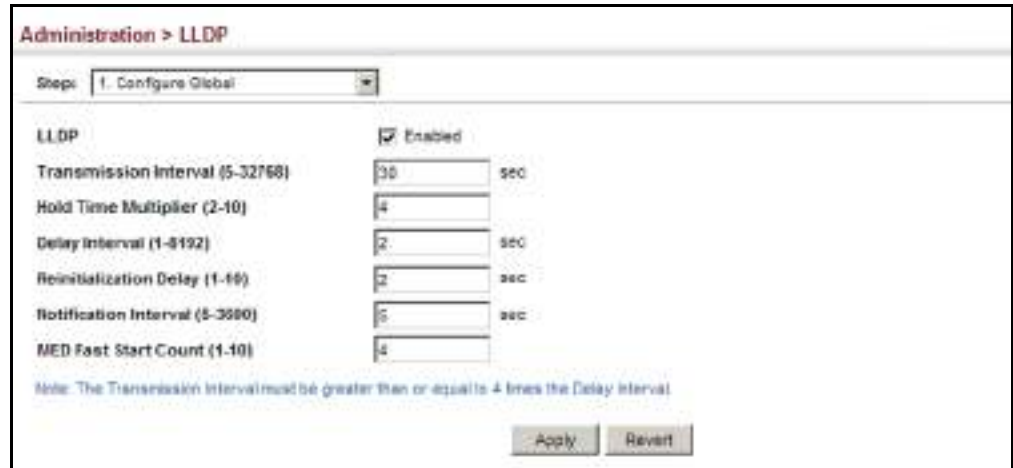 Administration > LLDP
Step: 1. Configure Global
LLDP Enabled
Transmission Interval (5-32768) 30 sec
Hold Time Multiplier (2-10) 4
Delay Interval (1-8192) 2 sec
Reinitialization Delay (1-10) 2 sec
Notification Interval (5-3600) 5 sec
MED Fast Start Count (1-10) 4
Note: The Transmission Interval must be greater than or equal to 4 times the Delay Interval.
Apply Revert